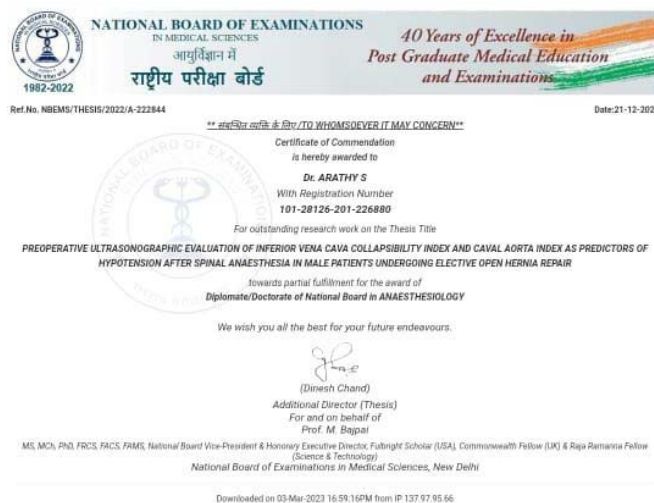 NATIONAL BOARD OF EXAMINATIONS
IN MEDICAL SCIENCES
आयुर्विज्ञान में
राष्ट्रीय परीक्षा बोर्ड
1982-2022
40 Years of Excellence in
Post Graduate Medical Education
and Examinations
Ref.No. NBEMS/THESIS/2022/A-222844
Date:21-12-202
** संबन्धित व्यक्ति के लिए /TO WHOMSOEVER IT MAY CONCERN**
Certificate of Commendation
is hereby awarded to
Dr. ARATHY S
With Registration Number
101-28126-201-226880
For outstanding research work on the Thesis Title
PREOPERATIVE ULTRASONOGRAPHIC EVALUATION OF INFERIOR VENA CAVA COLLAPSIBILITY INDEX AND CAVAL AORTA INDEX AS PREDICTORS OF
HYPOTENSION AFTER SPINAL ANAESTHESIA IN MALE PATIENTS UNDERGOING ELECTIVE OPEN HERNIA REPAIR
towards partial fulfillment for the award of
Diplomate/Doctorate of National Board in ANAESTHESIOLOGY
We wish you all the best for your future endeavours.
(Dinesh Chand)
Additional Director (Thesis)
For and on behalf of
Prof. M. Bajpai
MS, MCh, PhD, FRCS, FACS, FAMS, National Board Vice-President & Honorary Executive Director, Fulbright Scholar (USA), Commonwealth Fellow (UK) & Raja Ramanna Fellow
(Science & Technology)
National Board of Examinations in Medical Sciences, New Delhi
Downloaded on 03-Mar-2023 16:59:16PM from IP 137.97.95.66